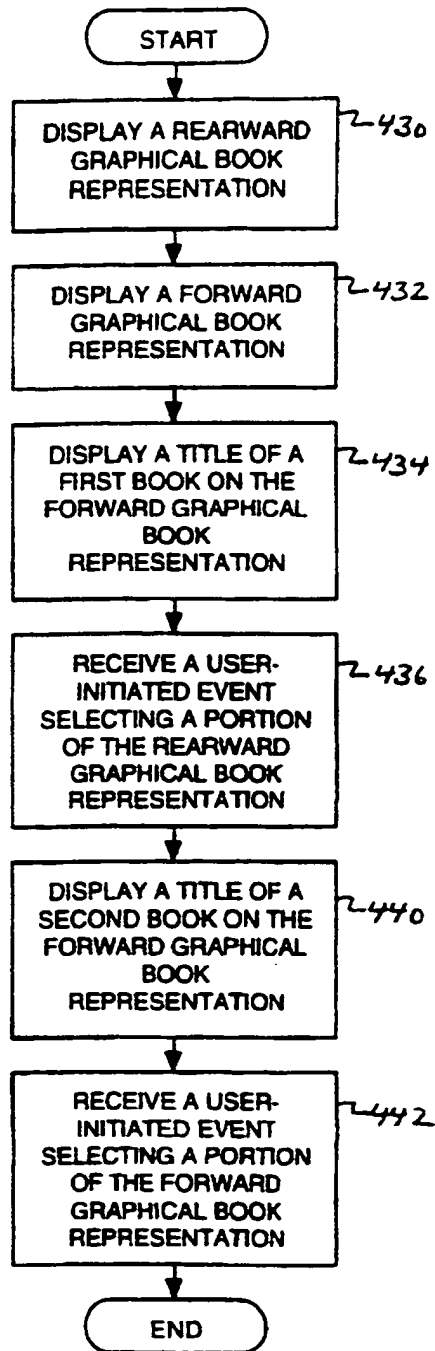 START
DISPLAY A REARWARD
GRAPHICAL BOOK
REPRESENTATION
430
DISPLAY A FORWARD
GRAPHICAL BOOK
REPRESENTATION
432
DISPLAY A TITLE OF A
FIRST BOOK ON THE
FORWARD GRAPHICAL
BOOK
REPRESENTATION
434
RECEIVE A USER-
INITIATED EVENT
SELECTING A PORTION
OF THE REARWARD
GRAPHICAL BOOK
REPRESENTATION
436
DISPLAY A TITLE OF A
SECOND BOOK ON THE
FORWARD GRAPHICAL
BOOK
REPRESENTATION
440
RECEIVE A USER-
INITIATED EVENT
SELECTING A PORTION
OF THE FORWARD
GRAPHICAL BOOK
REPRESENTATION
442
END